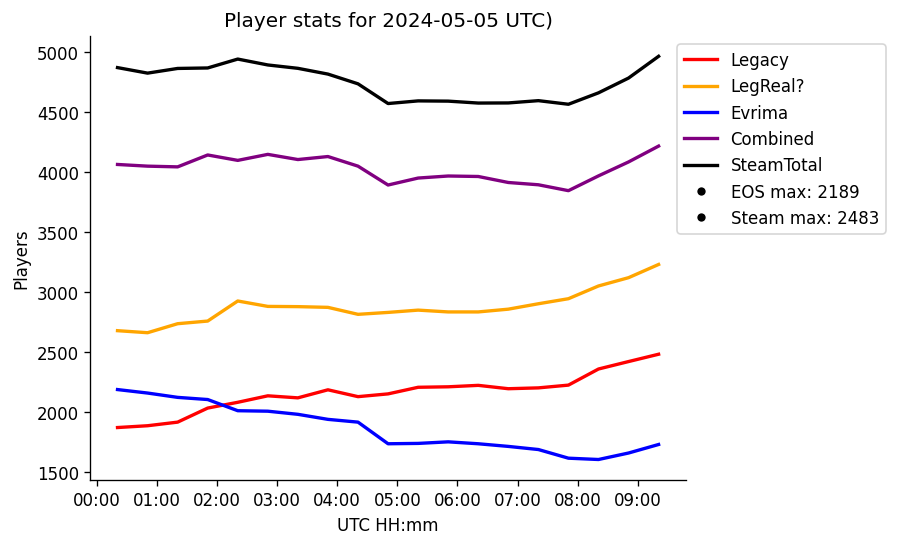 Player stats for 2024-05-05 UTC)
Legacy
LegReal?
Evrima
Combined
SteamTotal
EOS max: 2189
Steam max: 2483
Players
5000
4500
4000
3500
3000
2500
2000
1500
00:00 01:00 02:00 03:00 04:00 05:00 06:00 07:00 08:00 09:00
UTC HH:mm